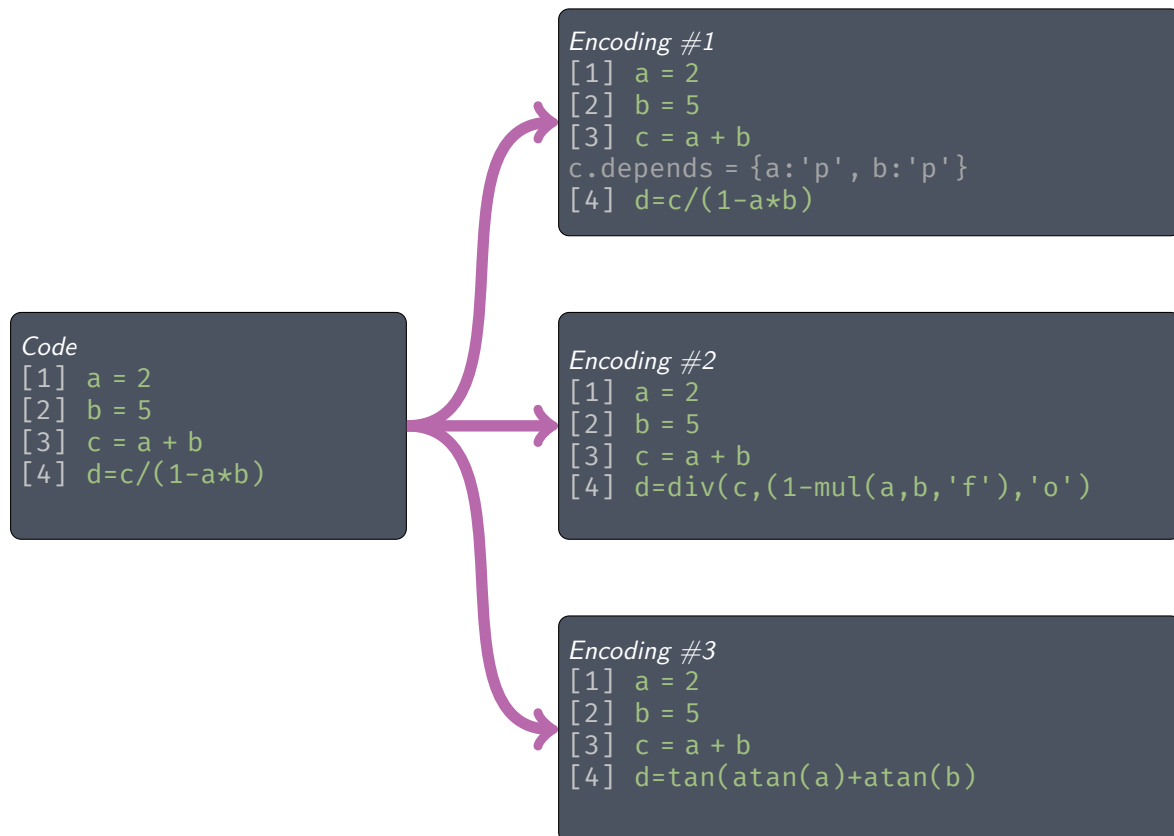 Encoding #1
[1] a = 2
[2] b = 5
[3] c = a + b
c.depends = {a:'p', b:'p'}
[4] d=c/(1-a*b)
Code
[1] a = 2
[2] b = 5
[3] c = a + b
[4] d=c/(1-a*b)
Encoding #2
[1] a = 2
[2] b = 5
[3] c = a + b
[4] d=div(c,(1-mul(a,b,'f'),'o')
Encoding #3
[1] a = 2
[2] b = 5
[3] c = a + b
[4] d=tan(atan(a)+atan(b)